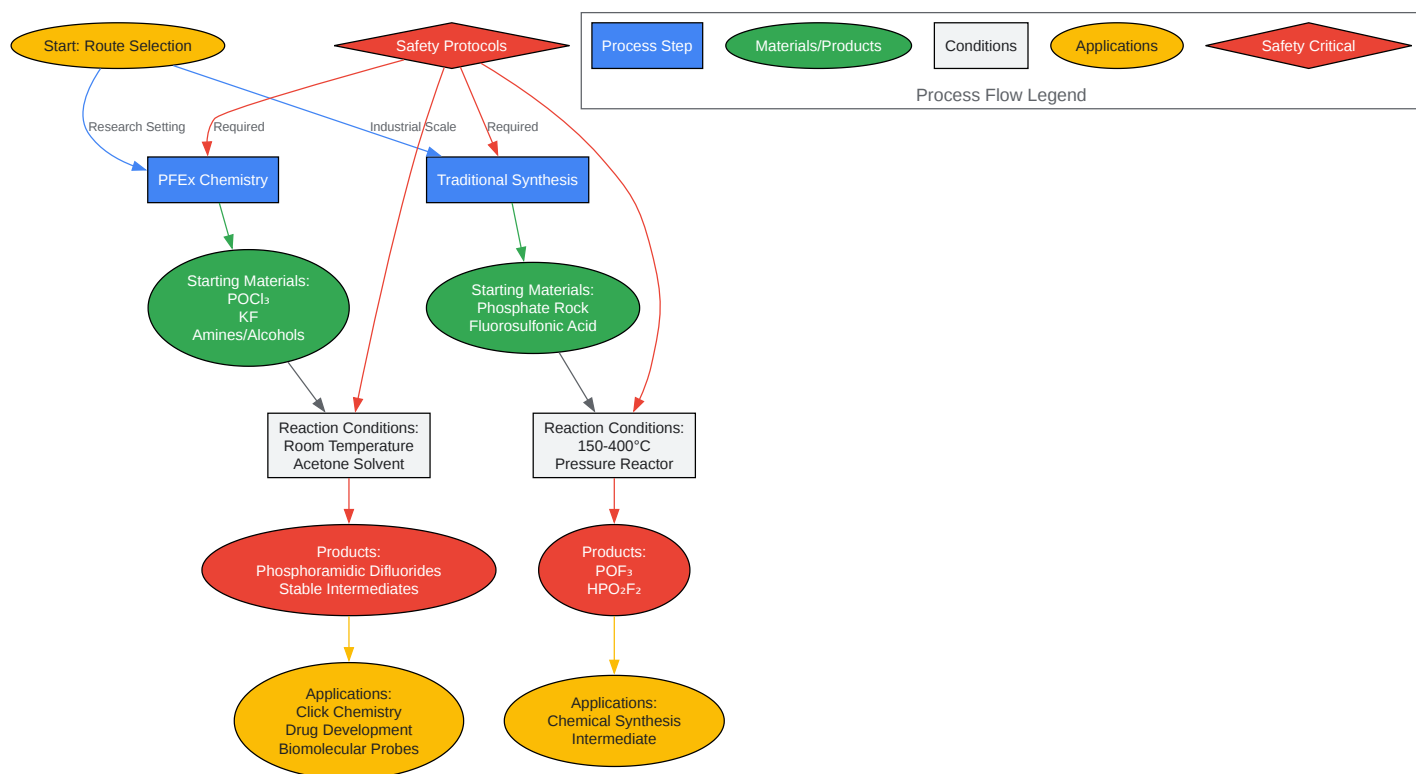 Start: Route Selection
Safety Protocols
Process Step
Materials/Products
Conditions
Applications
Safety Critical
Process Flow Legend
Research Setting
Required
Industrial Scale
Required
PFEx Chemistry
Traditional Synthesis
Starting Materials:
POCl₃
KF
Amines/Alcohols
Starting Materials:
Phosphate Rock
Fluorosulfonic Acid
Reaction Conditions:
Room Temperature
Acetone Solvent
Reaction Conditions:
150-400°C
Pressure Reactor
Products:
Phosphoramidic Difluorides
Stable Intermediates
Products:
POF₃
HPO₂F₂
Applications:
Click Chemistry
Drug Development
Biomolecular Probes
Applications:
Chemical Synthesis
Intermediate